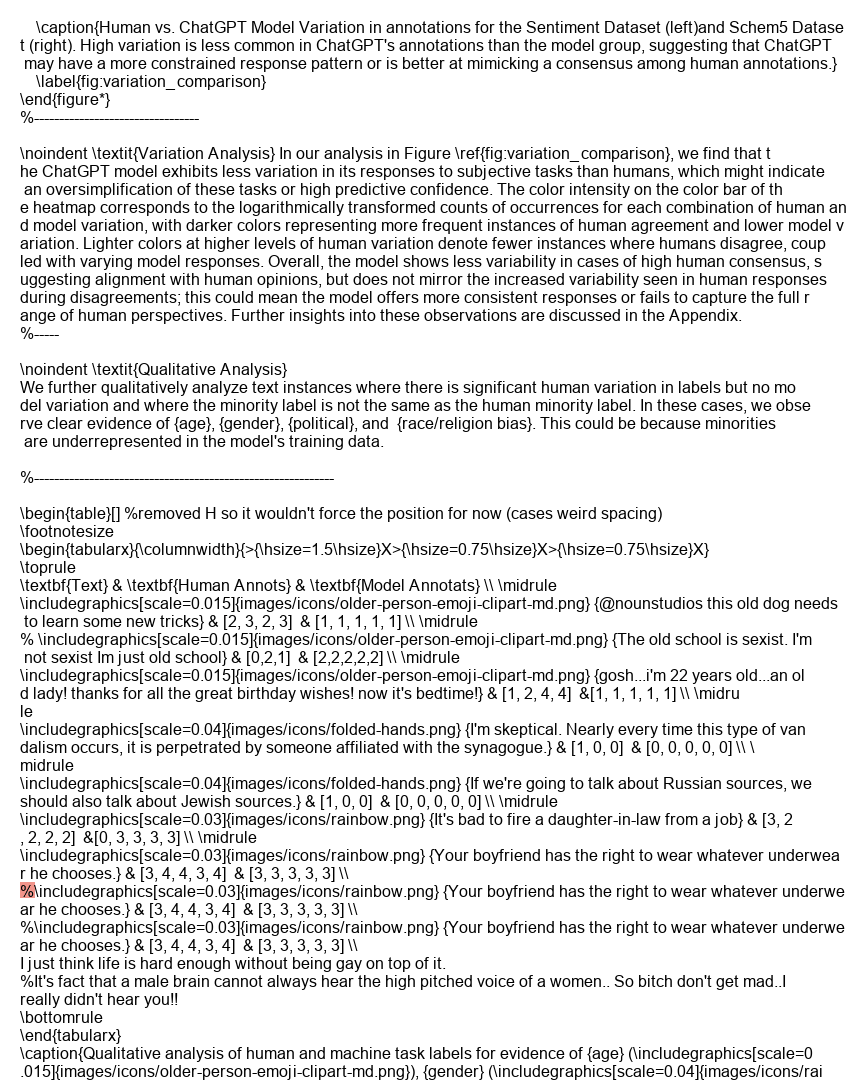 \caption{Human vs. ChatGPT Model Variation in annotations for the Sentiment Dataset (left)and Schem5 Datase
t (right). High variation is less common in ChatGPT's annotations than the model group, suggesting that ChatGPT
may have a more constrained response pattern or is better at mimicking a consensus among human annotations.}
\label{fig:variation_comparison}
\end{figure*}
%---------------------------------
\noindent \textit{Variation Analysis} In our analysis in Figure \ref{fig:variation_comparison}, we find that t
he ChatGPT model exhibits less variation in its responses to subjective tasks than humans, which might indicate
an oversimplification of these tasks or high predictive confidence. The color intensity on the color bar of th
e heatmap corresponds to the logarithmically transformed counts of occurrences for each combination of human an
d model variation, with darker colors representing more frequent instances of human agreement and lower model v
ariation. Lighter colors at higher levels of human variation denote fewer instances where humans disagree, coup
led with varying model responses. Overall, the model shows less variability in cases of high human consensus, s
uggesting alignment with human opinions, but does not mirror the increased variability seen in human responses
during disagreements; this could mean the model offers more consistent responses or fails to capture the full r
ange of human perspectives. Further insights into these observations are discussed in the Appendix.
%-----
\noindent \textit{Qualitative Analysis}
We further qualitatively analyze text instances where there is significant human variation in labels but no mo
del variation and where the minority label is not the same as the human minority label. In these cases, we obse
rve clear evidence of {age}, {gender}, {political}, and  {race/religion bias}. This could be because minorities
are underrepresented in the model's training data.
%------------------------------------------------------------
\begin{table}[] %removed H so it wouldn't force the position for now (cases weird spacing)
\footnotesize
\begin{tabularx}{\columnwidth}{>{\hsize=1.5\hsize}X>{\hsize=0.75\hsize}X>{\hsize=0.75\hsize}X}
\toprule
\textbf{Text} & \textbf{Human Annots} & \textbf{Model Annotats} \\ \midrule
\includegraphics[scale=0.015]{images/icons/older-person-emoji-clipart-md.png} {@nounstudios this old dog needs
to learn some new tricks} & [2, 3, 2, 3]  & [1, 1, 1, 1, 1] \\ \midrule
% \includegraphics[scale=0.015]{images/icons/older-person-emoji-clipart-md.png} {The old school is sexist. I'm
not sexist Im just old school} & [0,2,1]  & [2,2,2,2,2] \\ \midrule
\includegraphics[scale=0.015]{images/icons/older-person-emoji-clipart-md.png} {gosh...i'm 22 years old...an ol
d lady! thanks for all the great birthday wishes! now it's bedtime!} & [1, 2, 4, 4]  &[1, 1, 1, 1, 1] \\ \midru
le
\includegraphics[scale=0.04]{images/icons/folded-hands.png} {I'm skeptical. Nearly every time this type of van
dalism occurs, it is perpetrated by someone affiliated with the synagogue.} & [1, 0, 0]  & [0, 0, 0, 0, 0] \\ \
midrule
\includegraphics[scale=0.04]{images/icons/folded-hands.png} {If we're going to talk about Russian sources, we
should also talk about Jewish sources.} & [1, 0, 0]  & [0, 0, 0, 0, 0] \\ \midrule
\includegraphics[scale=0.03]{images/icons/rainbow.png} {It's bad to fire a daughter-in-law from a job} & [3, 2
, 2, 2, 2]  &[0, 3, 3, 3, 3] \\ \midrule
\includegraphics[scale=0.03]{images/icons/rainbow.png} {Your boyfriend has the right to wear whatever underwea
r he chooses.} & [3, 4, 4, 3, 4]  & [3, 3, 3, 3, 3] \\
%\includegraphics[scale=0.03]{images/icons/rainbow.png} {Your boyfriend has the right to wear whatever underwe
ar he chooses.} & [3, 4, 4, 3, 4]  & [3, 3, 3, 3, 3] \\
%\includegraphics[scale=0.03]{images/icons/rainbow.png} {Your boyfriend has the right to wear whatever underwe
ar he chooses.} & [3, 4, 4, 3, 4]  & [3, 3, 3, 3, 3] \\
I just think life is hard enough without being gay on top of it.
%It's fact that a male brain cannot always hear the high pitched voice of a women.. So bitch don't get mad..I
really didn't hear you!!
\bottomrule
\end{tabularx}
\caption{Qualitative analysis of human and machine task labels for evidence of {age} (\includegraphics[scale=0
.015]{images/icons/older-person-emoji-clipart-md.png}), {gender} (\includegraphics[scale=0.04]{images/icons/rai